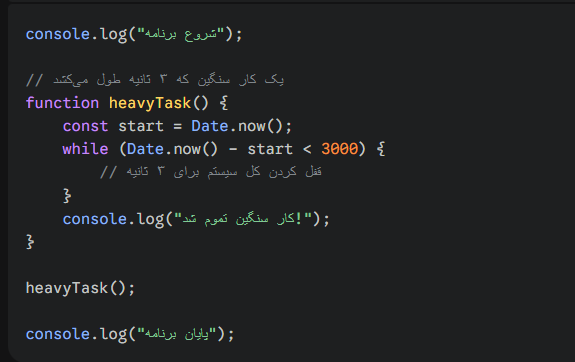 console.log("شروع برنامه");
// یک کار سنگین که ۳ ثانیه طول می‌کشد
function heavyTask() {
const start = Date.now();
while (Date.now() - start < 3000) {
// قفل کردن کل سیستم برای ۳ ثانیه
}
console.log("کار سنگین تموم شد!");
}
heavyTask();
console.log("پایان برنامه");